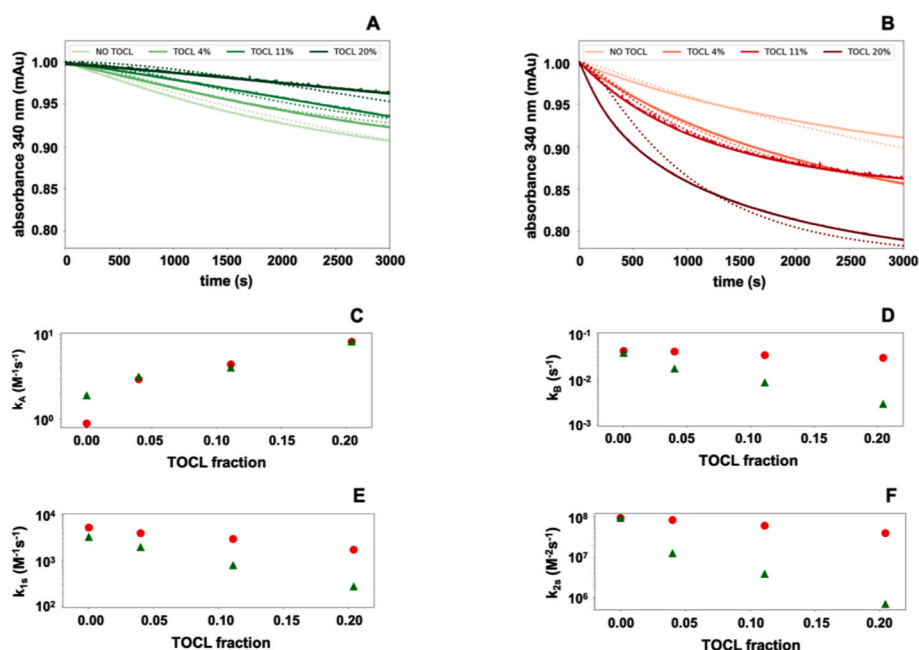 A
NO TOCL TOCL 4% TOCL 11% TOCL 20%
absorbance 340 nm (mAu)
1.00
0.95
0.90
0.85
0.80
0 500 1000 1500 2000 2500 3000
time (s)
B
NO TOCL TOCL 4% TOCL 11% TOCL 20%
absorbance 340 nm (mAu)
1.00
0.95
0.90
0.85
0.80
0 500 1000 1500 2000 2500 3000
time (s)
C
kA (M⁻¹s⁻¹)
10¹
10⁰
0.00 0.05 0.10 0.15 0.20
TOCL fraction
D
kB (s⁻¹)
10⁻¹
10⁻²
10⁻³
0.00 0.05 0.10 0.15 0.20
TOCL fraction
E
k1s (M⁻¹s⁻¹)
10⁴
10³
10²
0.00 0.05 0.10 0.15 0.20
TOCL fraction
F
k2s (M⁻²s⁻¹)
10⁸
10⁷
10⁶
0.00 0.05 0.10 0.15 0.20
TOCL fraction